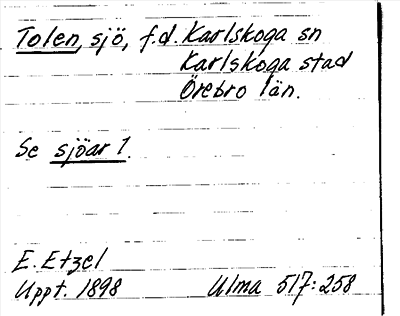 Tolen, sjö, f.d. Karlskoga sn
Karlskoga stad
Örebro län.
Se sjöar 1.
E. Etzel
Uppt. 1898 Ulma 517:258